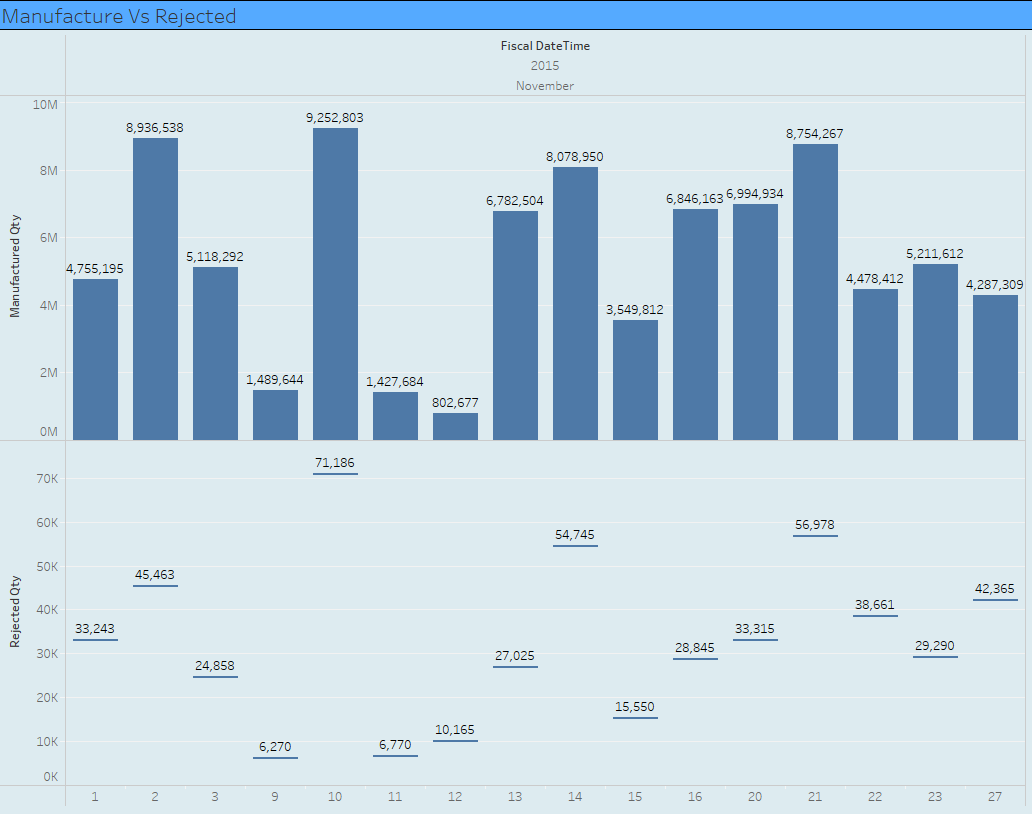 Manufacture Vs Rejected
Fiscal DateTime
2015
November
Manufactured Qty
10M
8M
6M
4M
2M
0M
4,755,195
8,936,538
5,118,292
1,489,644
9,252,803
1,427,684
802,677
6,782,504
8,078,950
3,549,812
6,846,163
6,994,934
8,754,267
4,478,412
5,211,612
4,287,309
Rejected Qty
70K
60K
50K
40K
30K
20K
10K
0K
33,243
45,463
24,858
6,270
71,186
6,770
10,165
27,025
54,745
15,550
28,845
33,315
56,978
38,661
29,290
42,365
1 2 3 9 10 11 12 13 14 15 16 20 21 22 23 27